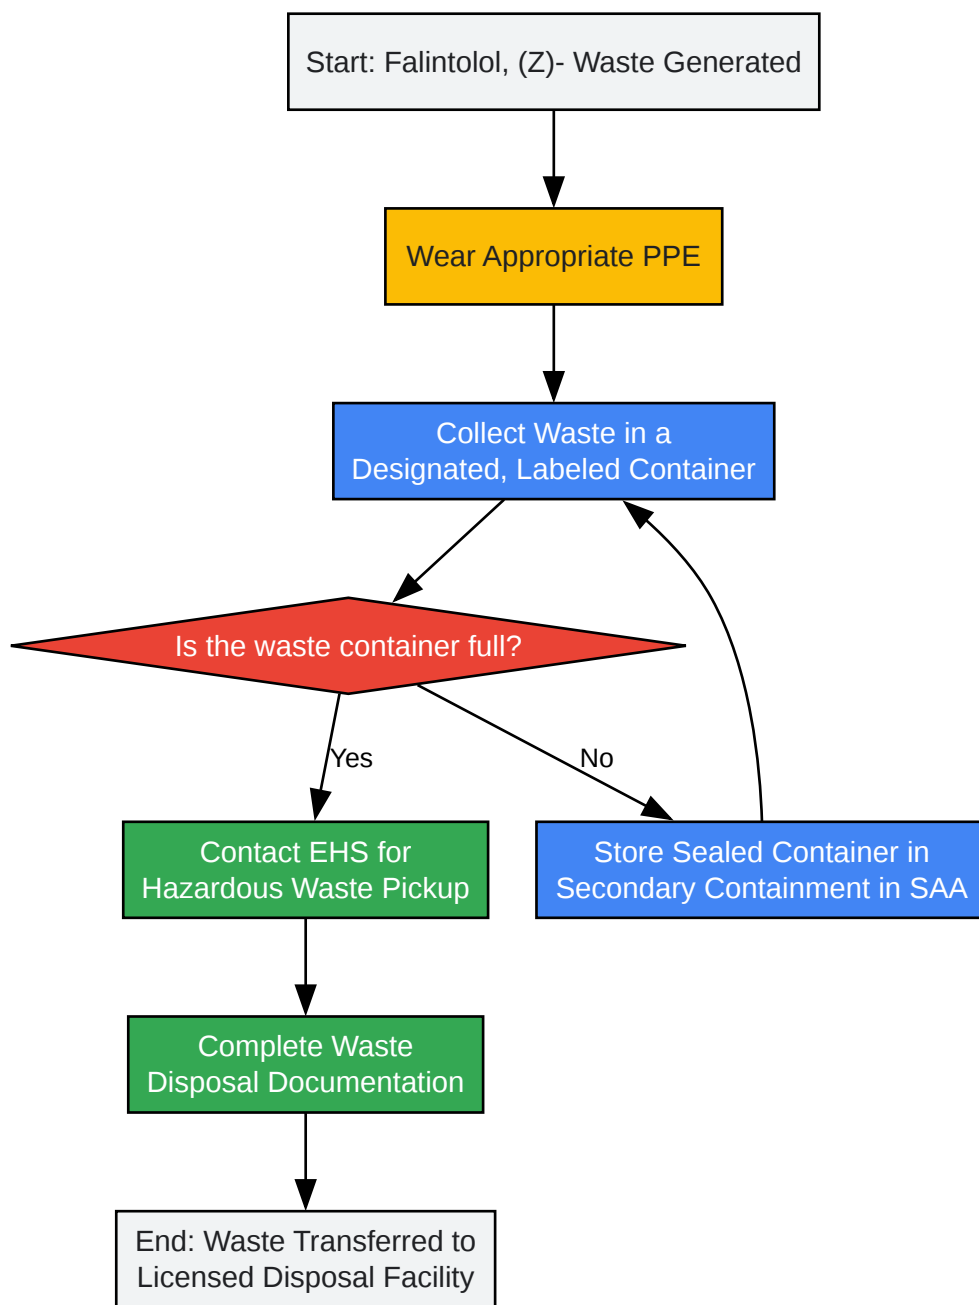 Start: Falintolol, (Z)- Waste Generated
Wear Appropriate PPE
Collect Waste in a
Designated, Labeled Container
Is the waste container full?
Yes
No
Contact EHS for
Hazardous Waste Pickup
Store Sealed Container in
Secondary Containment in SAA
Complete Waste
Disposal Documentation
End: Waste Transferred to
Licensed Disposal Facility